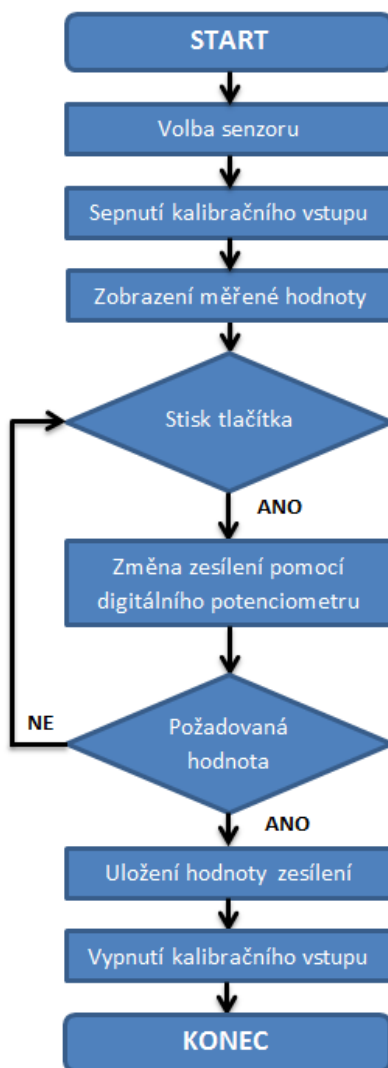 START
Volba senzoru
Sepnutí kalibračního vstupu
Zobrazení měřené hodnoty
Stisk tlačítka
ANO
Změna zesílení pomocí
digitálního potenciometru
NE
Požadovaná
hodnota
ANO
Uložení hodnoty zesílení
Vypnutí kalibračního vstupu
KONEC